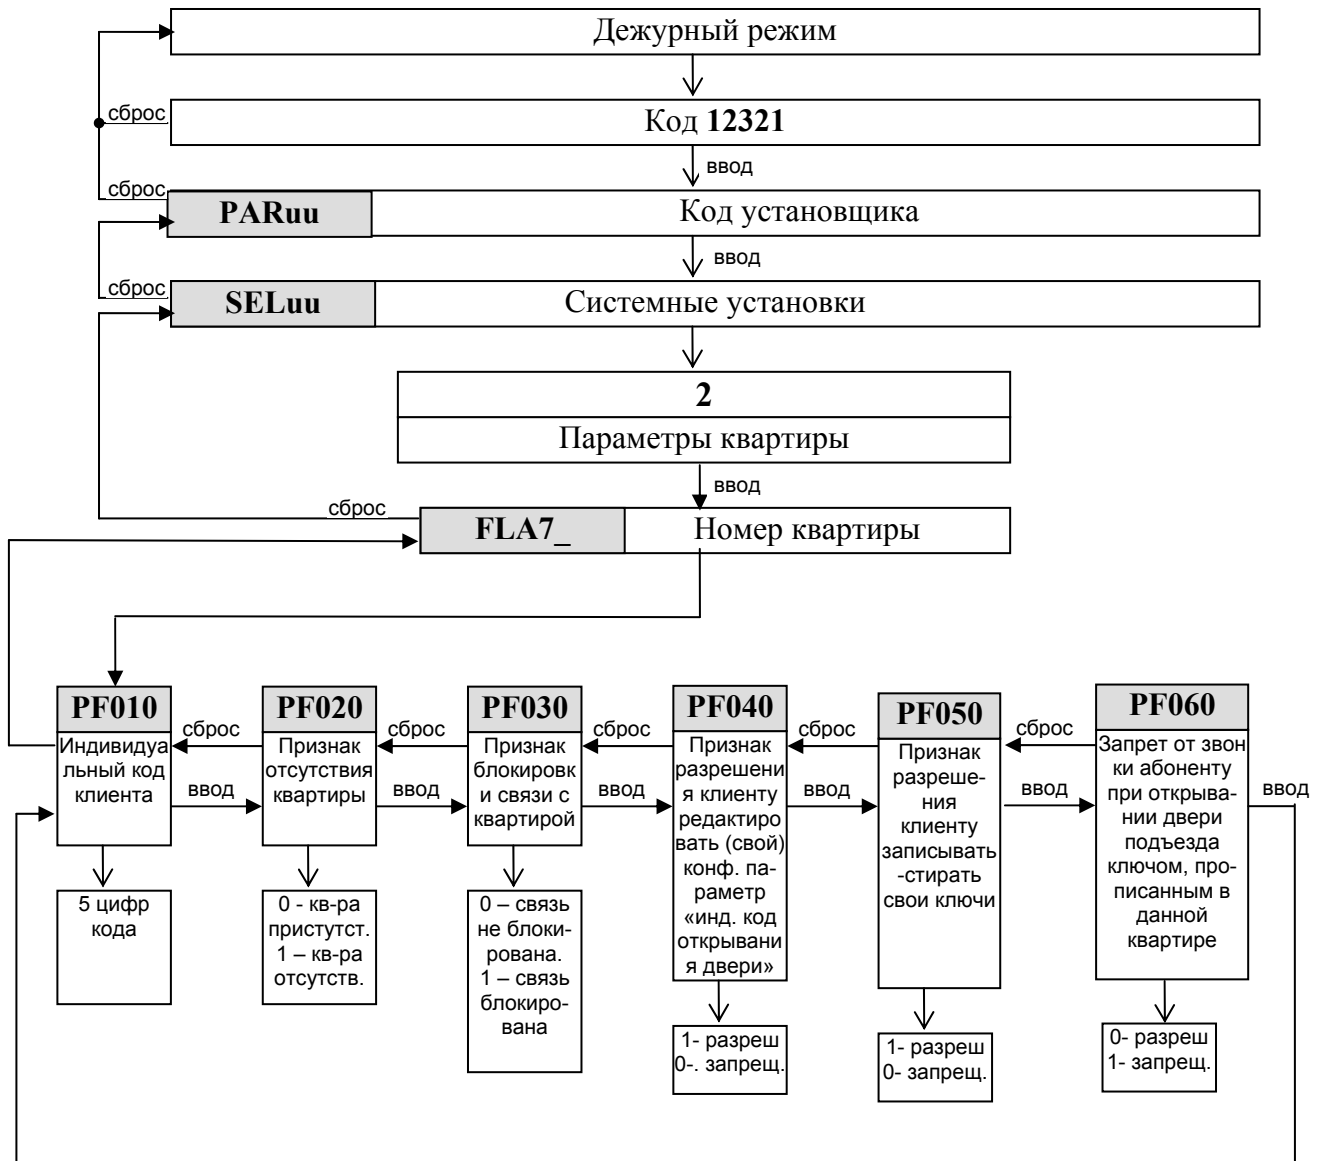 Дежурный режим
сброс
Код 12321
ввод
сброс
PARuu
Код установщика
ввод
сброс
SELuu
Системные установки
2
Параметры квартиры
ввод
сброс
FLA7_
Номер квартиры
PF010
PF020
PF030
PF040
PF050
PF060
сброс
сброс
сброс
сброс
сброс
ввод
ввод
ввод
ввод
ввод
ввод
Индивидуа
льный код
клиента
Признак
отсутствия
квартиры
Признак
блокировк
и связи с
квартирой
Признак
разрешени
я клиенту
редактиро
вать (свой)
конф. па-
раметр
«инд. код
открывани
я двери»
Признак
разреше-
ния
клиенту
записывать
-стирать
свои ключи
Запрет от звон
ки абоненту
при открыва-
нии двери
подъезда
ключом, про-
писанным в
данной
квартире
5 цифр
кода
0 - кв-ра
пристутст.
1 – кв-ра
отсутств.
0 – связь
не блоки-
рована.
1 – связь
блокиро-
вана
1- разреш
0-. запрещ.
1- разреш
0- запрещ.
0- разреш
1- запрещ.